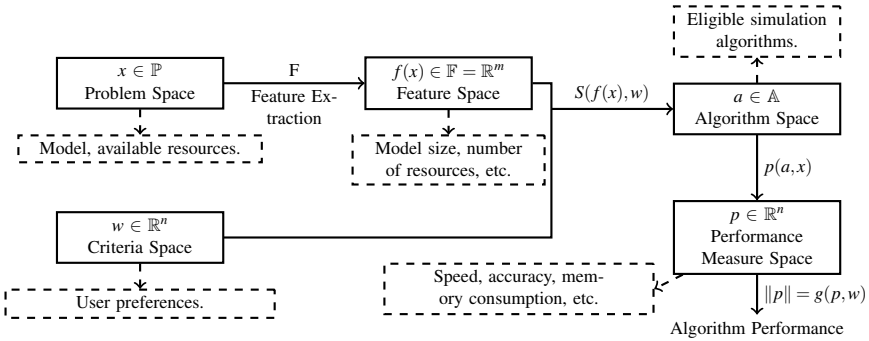 x ∈ ℙ
Problem Space
F
Feature Ex-
traction
f(x) ∈ 𝔽 = ℝ^m
Feature Space
S(f(x), w)
Eligible simulation
algorithms.
a ∈ 𝔸
Algorithm Space
Model, available resources.
Model size, number
of resources, etc.
p(a,x)
w ∈ ℝ^n
Criteria Space
p ∈ ℝ^n
Performance
Measure Space
User preferences.
Speed, accuracy, mem-
ory consumption, etc.
‖p‖ = g(p,w)
Algorithm Performance